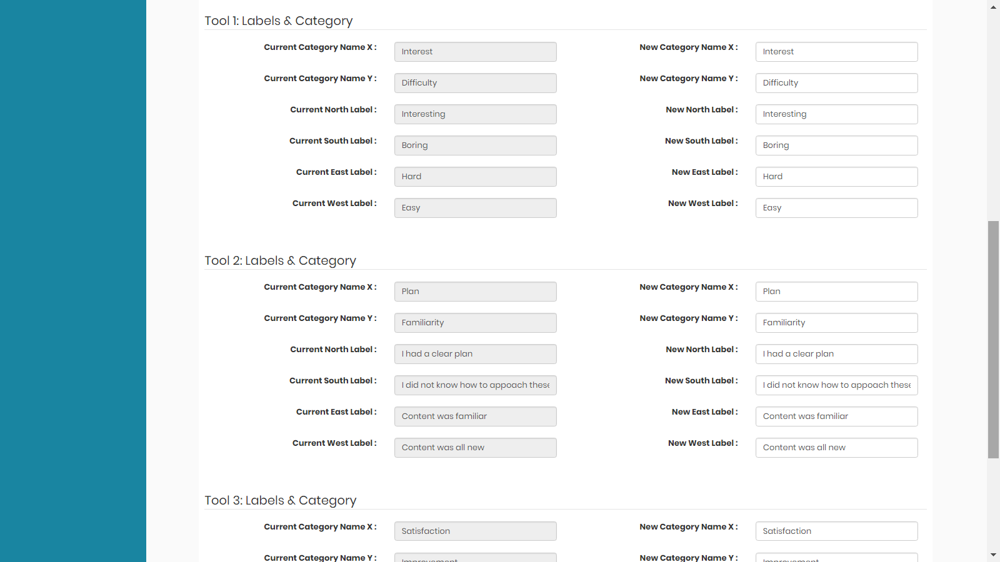 Tool 1: Labels & Category
Current Category Name X : Interest New Category Name X : Interest
Current Category Name Y : Difficulty New Category Name Y : Difficulty
Current North Label : Interesting New North Label : Interesting
Current South Label : Boring New South Label : Boring
Current East Label : Hard New East Label : Hard
Current West Label : Easy New West Label : Easy
Tool 2: Labels & Category
Current Category Name X : Plan New Category Name X : Plan
Current Category Name Y : Familiarity New Category Name Y : Familiarity
Current North Label : I had a clear plan New North Label : I had a clear plan
Current South Label : I did not know how to appoach these New South Label : I did not know how to appoach these
Current East Label : Content was familiar New East Label : Content was familiar
Current West Label : Content was all new New West Label : Content was all new
Tool 3: Labels & Category
Current Category Name X : Satisfaction New Category Name X : Satisfaction
Current Category Name Y : Improvement New Category Name Y : Improvement